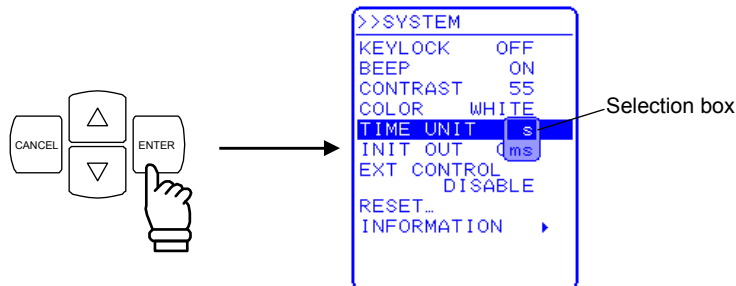 CANCEL
ENTER
>>SYSTEM
KEYLOCK OFF
BEEP ON
CONTRAST 55
COLOR WHITE
TIME UNIT s
INIT OUT ms
EXT CONTROL
DISABLE
RESET…
INFORMATION
Selection box